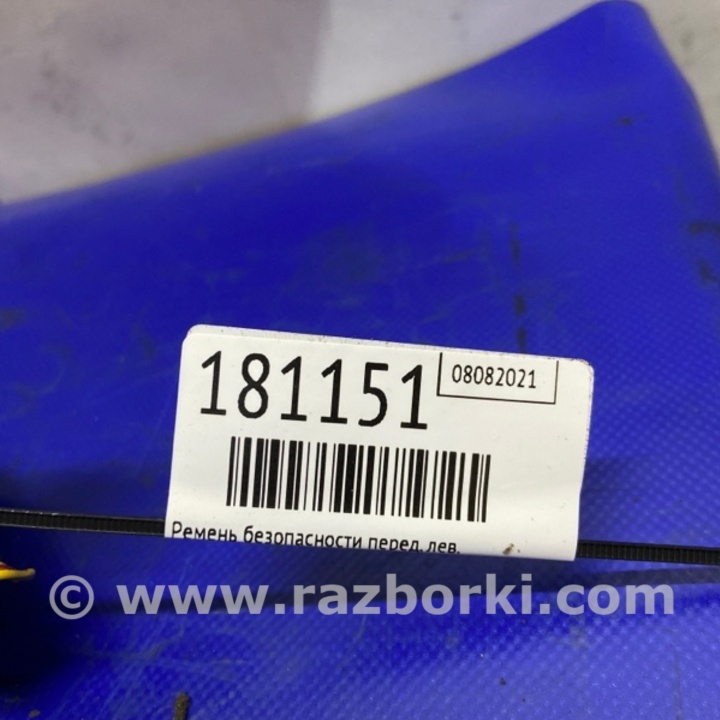 181151
08082021
Ремень безопасности перед. лев.
© www.razborki.com